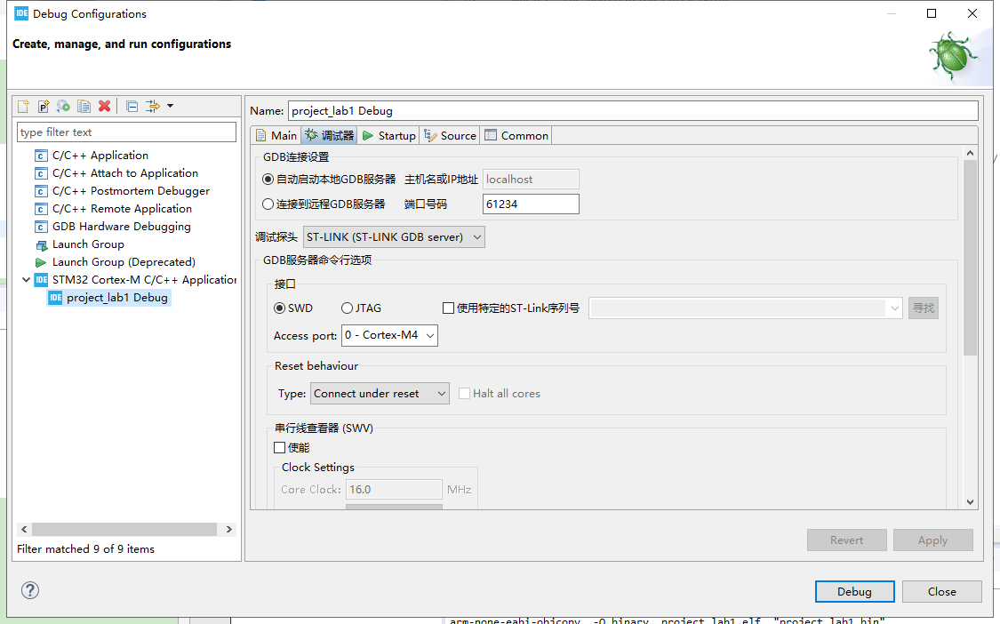 IDE Debug Configurations
Create, manage, and run configurations
type filter text
C/C++ Application
C/C++ Attach to Application
C/C++ Postmortem Debugger
C/C++ Remote Application
GDB Hardware Debugging
Launch Group
Launch Group (Deprecated)
IDE STM32 Cortex-M C/C++ Application
IDE project_lab1 Debug
Filter matched 9 of 9 items
Name: project_lab1 Debug
Main 调试器 Startup Source Common
GDB连接设置
自动启动本地GDB服务器 主机名或IP地址 localhost
连接到远程GDB服务器 端口号码 61234
调试探头 ST-LINK (ST-LINK GDB server)
GDB服务器命令行选项
接口
SWD JTAG 使用特定的ST-Link序列号 寻找
Access port: 0 - Cortex-M4
Reset behaviour
Type: Connect under reset Halt all cores
串行线查看器 (SWV)
使能
Clock Settings
Core Clock: 16.0 MHz
Revert Apply
? Debug Close
arm-none-eabi-objcopy -O binary project_lab1.elf "project_lab1.bin"